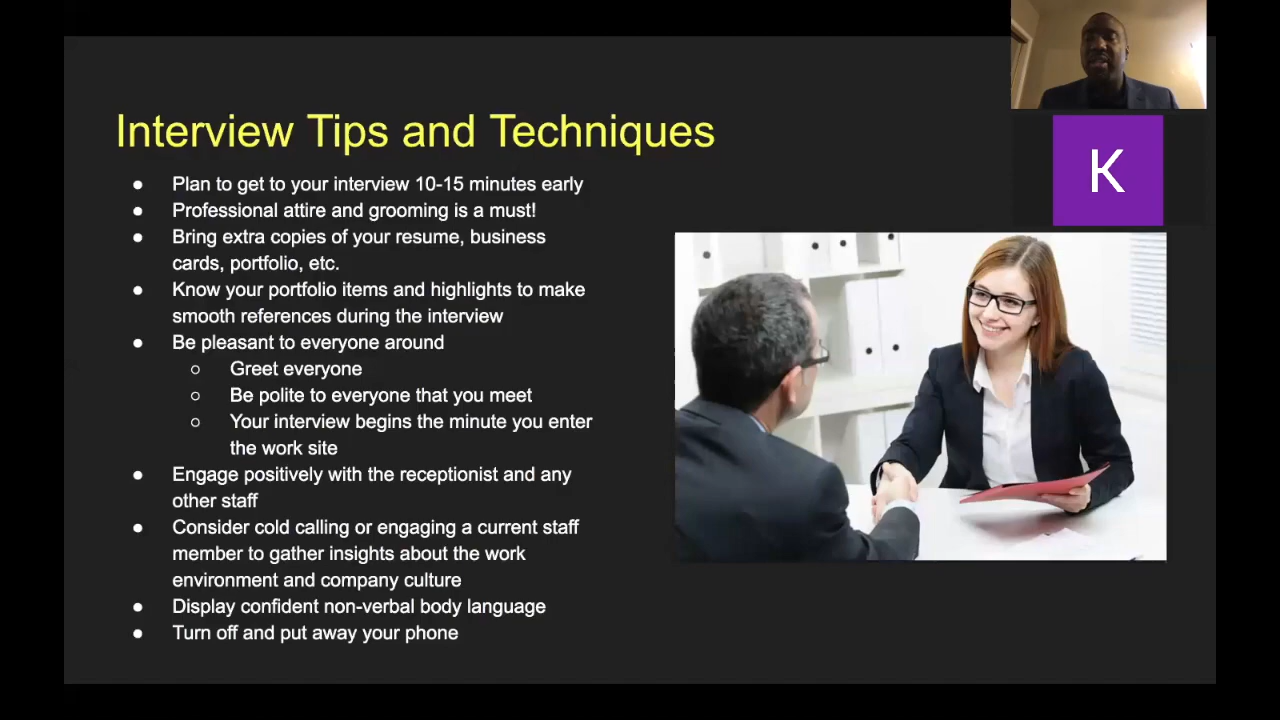 Interview Tips and Techniques
K
● Plan to get to your interview 10-15 minutes early
● Professional attire and grooming is a must!
● Bring extra copies of your resume, business
cards, portfolio, etc.
● Know your portfolio items and highlights to make
smooth references during the interview
● Be pleasant to everyone around
○ Greet everyone
○ Be polite to everyone that you meet
○ Your interview begins the minute you enter
the work site
● Engage positively with the receptionist and any
other staff
● Consider cold calling or engaging a current staff
member to gather insights about the work
environment and company culture
● Display confident non-verbal body language
● Turn off and put away your phone